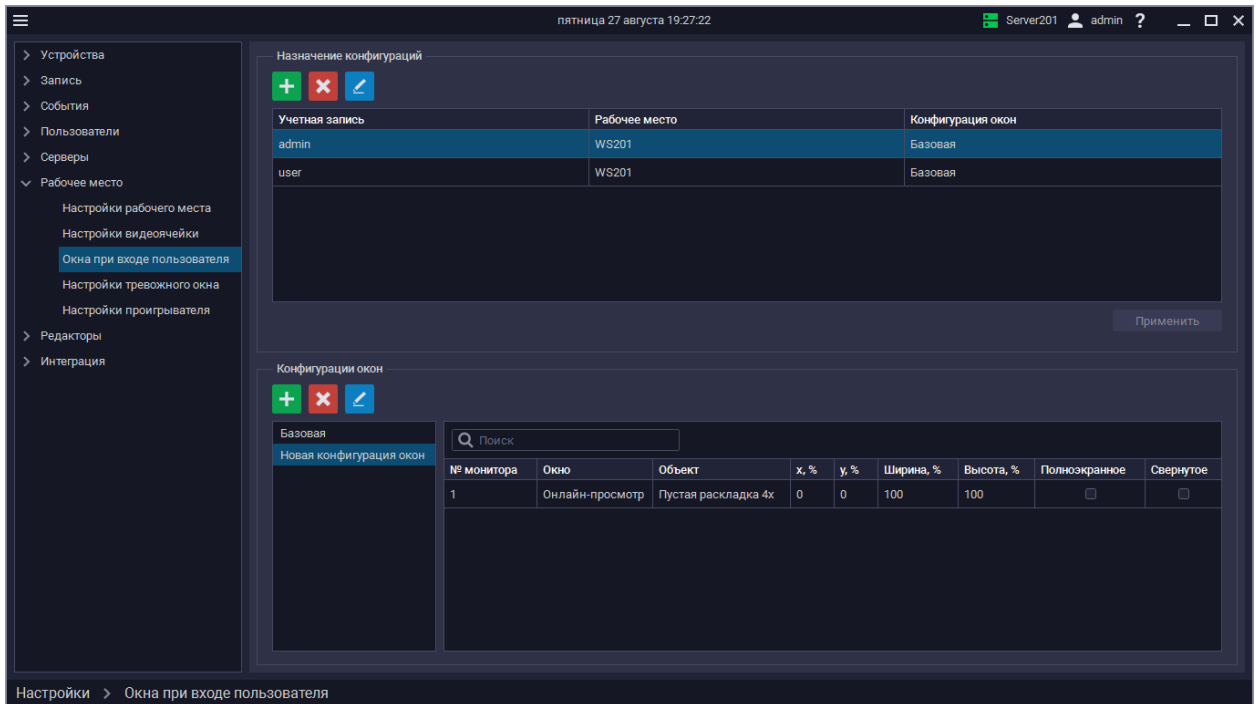 пятница 27 августа 19:27:22 Server201 admin ?
Устройства
Запись
События
Пользователи
Серверы
Рабочее место
Настройки рабочего места
Настройки видеоячейки
Окна при входе пользователя
Настройки тревожного окна
Настройки проигрывателя
Редакторы
Интеграция
Назначение конфигураций
Учетная запись Рабочее место Конфигурация окон
admin WS201 Базовая
user WS201 Базовая
Применить
Конфигурации окон
Базовая
Новая конфигурация окон
Поиск
№ монитора Окно Объект x, % y, % Ширина, % Высота, % Полноэкранное Свернутое
1 Онлайн-просмотр Пустая раскладка 4x 0 0 100 100
Настройки > Окна при входе пользователя